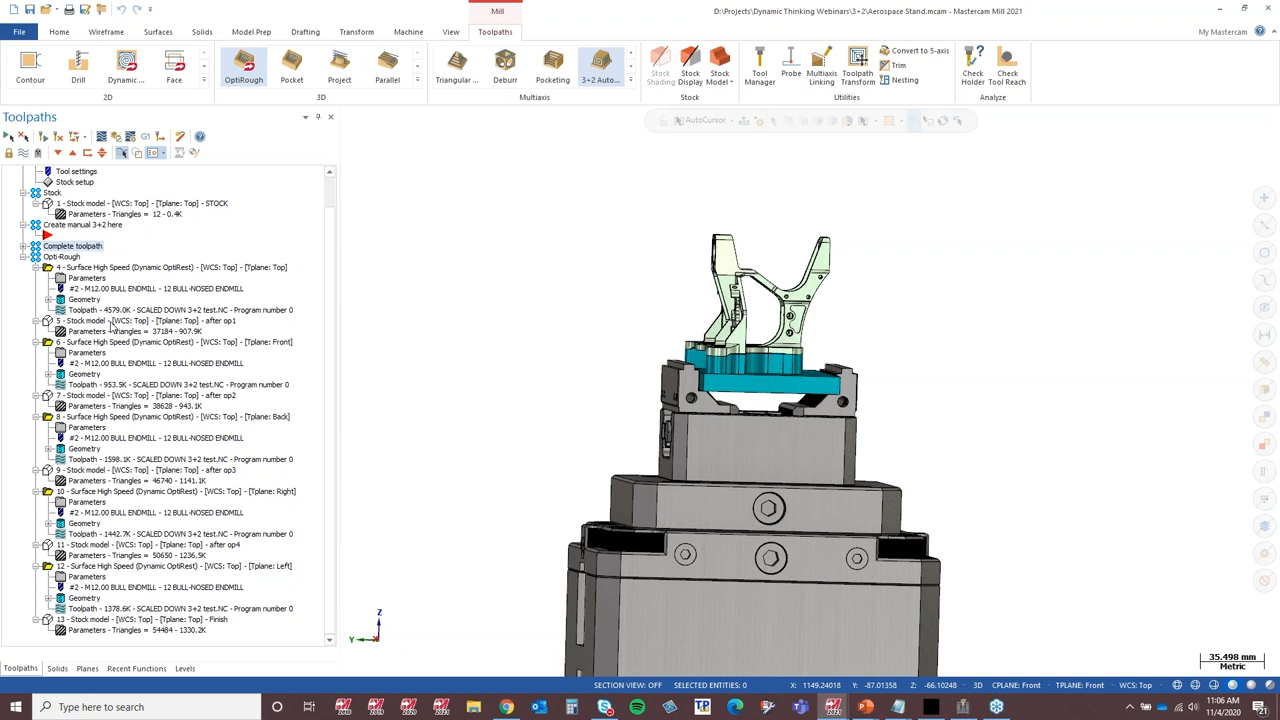 Mill
D:\Projects\Dynamic Thinking Webinars\3+2\Aerospace Stand.mcam - Mastercam Mill 2021
File Home Wireframe Surfaces Solids Model Prep Drafting Transform Machine View Toolpaths
My Mastercam
Contour Drill Dynamic ... Face
OptiRough Pocket Project Parallel
Triangular ... Deburr Pocketing 3+2 Auto...
Stock Shading Stock Display Stock Model
Tool Manager Probe Multiaxis Linking Toolpath Transform
Convert to 5-axis
Trim
Nesting
Check Holder Check Tool Reach
2D 3D Multiaxis Stock Utilities Analyze
Toolpaths
AutoCursor
G1
Tool settings
Stock setup
Stock
1 - Stock model - [WCS: Top] - [Tplane: Top] - STOCK
Parameters - Triangles = 12 - 0.4K
Create manual 3+2 here
Complete toolpath
Opti-Rough
4 - Surface High Speed (Dynamic OptiRest) - [WCS: Top] - [Tplane: Top]
Parameters
#2 - M12.00 BULL ENDMILL - 12 BULL-NOSED ENDMILL
Geometry
Toolpath - 4579.0K - SCALED DOWN 3+2 test.NC - Program number 0
5 - Stock model - [WCS: Top] - [Tplane: Top] - after op1
Parameters - Triangles = 37184 - 907.9K
6 - Surface High Speed (Dynamic OptiRest) - [WCS: Top] - [Tplane: Front]
Parameters
#2 - M12.00 BULL ENDMILL - 12 BULL-NOSED ENDMILL
Geometry
Toolpath - 953.5K - SCALED DOWN 3+2 test.NC - Program number 0
7 - Stock model - [WCS: Top] - [Tplane: Top] - after op2
Parameters - Triangles = 38628 - 943.1K
8 - Surface High Speed (Dynamic OptiRest) - [WCS: Top] - [Tplane: Back]
Parameters
#2 - M12.00 BULL ENDMILL - 12 BULL-NOSED ENDMILL
Geometry
Toolpath - 1598.1K - SCALED DOWN 3+2 test.NC - Program number 0
9 - Stock model - [WCS: Top] - [Tplane: Top] - after op3
Parameters - Triangles = 46740 - 1141.1K
10 - Surface High Speed (Dynamic OptiRest) - [WCS: Top] - [Tplane: Right]
Parameters
#2 - M12.00 BULL ENDMILL - 12 BULL-NOSED ENDMILL
Geometry
Toolpath - 1442.7K - SCALED DOWN 3+2 test.NC - Program number 0
11 - Stock model - [WCS: Top] - [Tplane: Top] - after op4
Parameters - Triangles = 50650 - 1236.5K
12 - Surface High Speed (Dynamic OptiRest) - [WCS: Top] - [Tplane: Left]
Parameters
#2 - M12.00 BULL ENDMILL - 12 BULL-NOSED ENDMILL
Geometry
Toolpath - 1378.6K - SCALED DOWN 3+2 test.NC - Program number 0
13 - Stock model - [WCS: Top] - [Tplane: Top] - Finish
Parameters - Triangles = 54484 - 1330.2K
Z
Y X
35.498 mm
Metric
Toolpaths Solids Planes Recent Functions Levels
SECTION VIEW: OFF SELECTED ENTITIES: 0 X: 1149.24018 Y: -87.01358 Z: -66.10248 3D CPLANE: Front TPLANE: Front WCS: Top
Type here to search
11:06 AM
11/4/2020